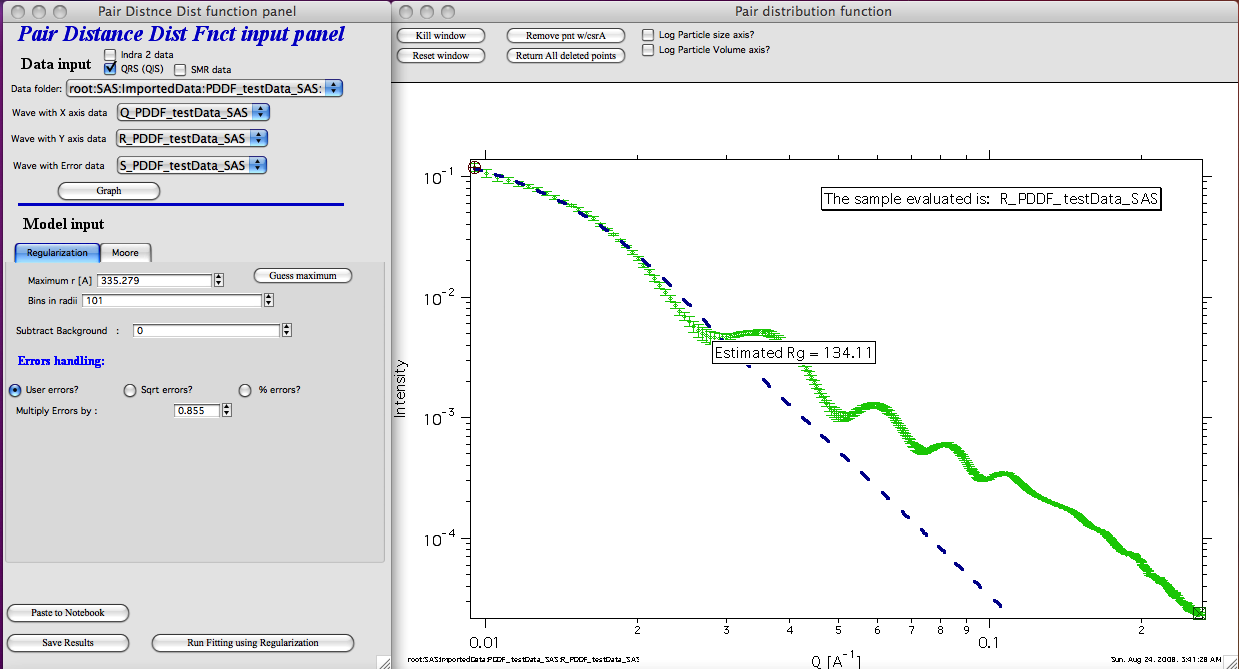 Pair Distnce Dist function panel
Pair Distance Dist Fnct input panel
Data input
Indra 2 data
QRS (QIS)
SMR data
Data folder: root:SAS:ImportedData:PDDF_testData_SAS:
Wave with X axis data Q_PDDF_testData_SAS
Wave with Y axis data R_PDDF_testData_SAS
Wave with Error data S_PDDF_testData_SAS
Graph
Model input
Regularization Moore
Maximum r [A] 335.279 Guess maximum
Bins in radii 101
Subtract Background : 0
Errors handling:
User errors? Sqrt errors? % errors?
Multiply Errors by : 0.855
Paste to Notebook
Save Results Run Fitting using Regularization
Pair distribution function
Kill window Remove pnt w/csrA Log Particle size axis?
Reset window Return All deleted points Log Particle Volume axis?
10-1
The sample evaluated is: R_PDDF_testData_SAS
10-2
Estimated Rg = 134.11
Intensity
10-3
10-4
0.01 2 3 4 5 6 7 8 9 0.1 2
Q [A-1]
root:SAS:ImportedData:PDDF_testData_SAS:R_PDDF_testData_SAS
Sun, Aug 24, 2008, 3:41:28 AM